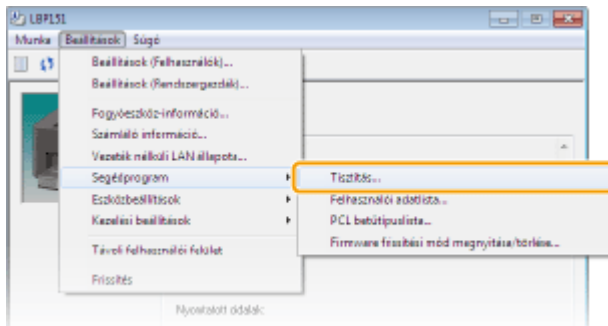 LBP151
Munka Beállítások Súgó
Beállítások (Felhasználók)...
Beállítások (Rendszergazdák)...
Fogyóeszköz-információ...
Számláló információ...
Vezeték nélküli LAN állapota...
Segédprogram
Eszközbeállítások
Kezelési beállítások
Távoli felhasználói felület
Frissítés
Tisztítás...
Felhasználói adatlista...
PCL betűtípuslista...
Firmware frissítési mód megnyitása/törlése...
Nyomtatott oldalak: